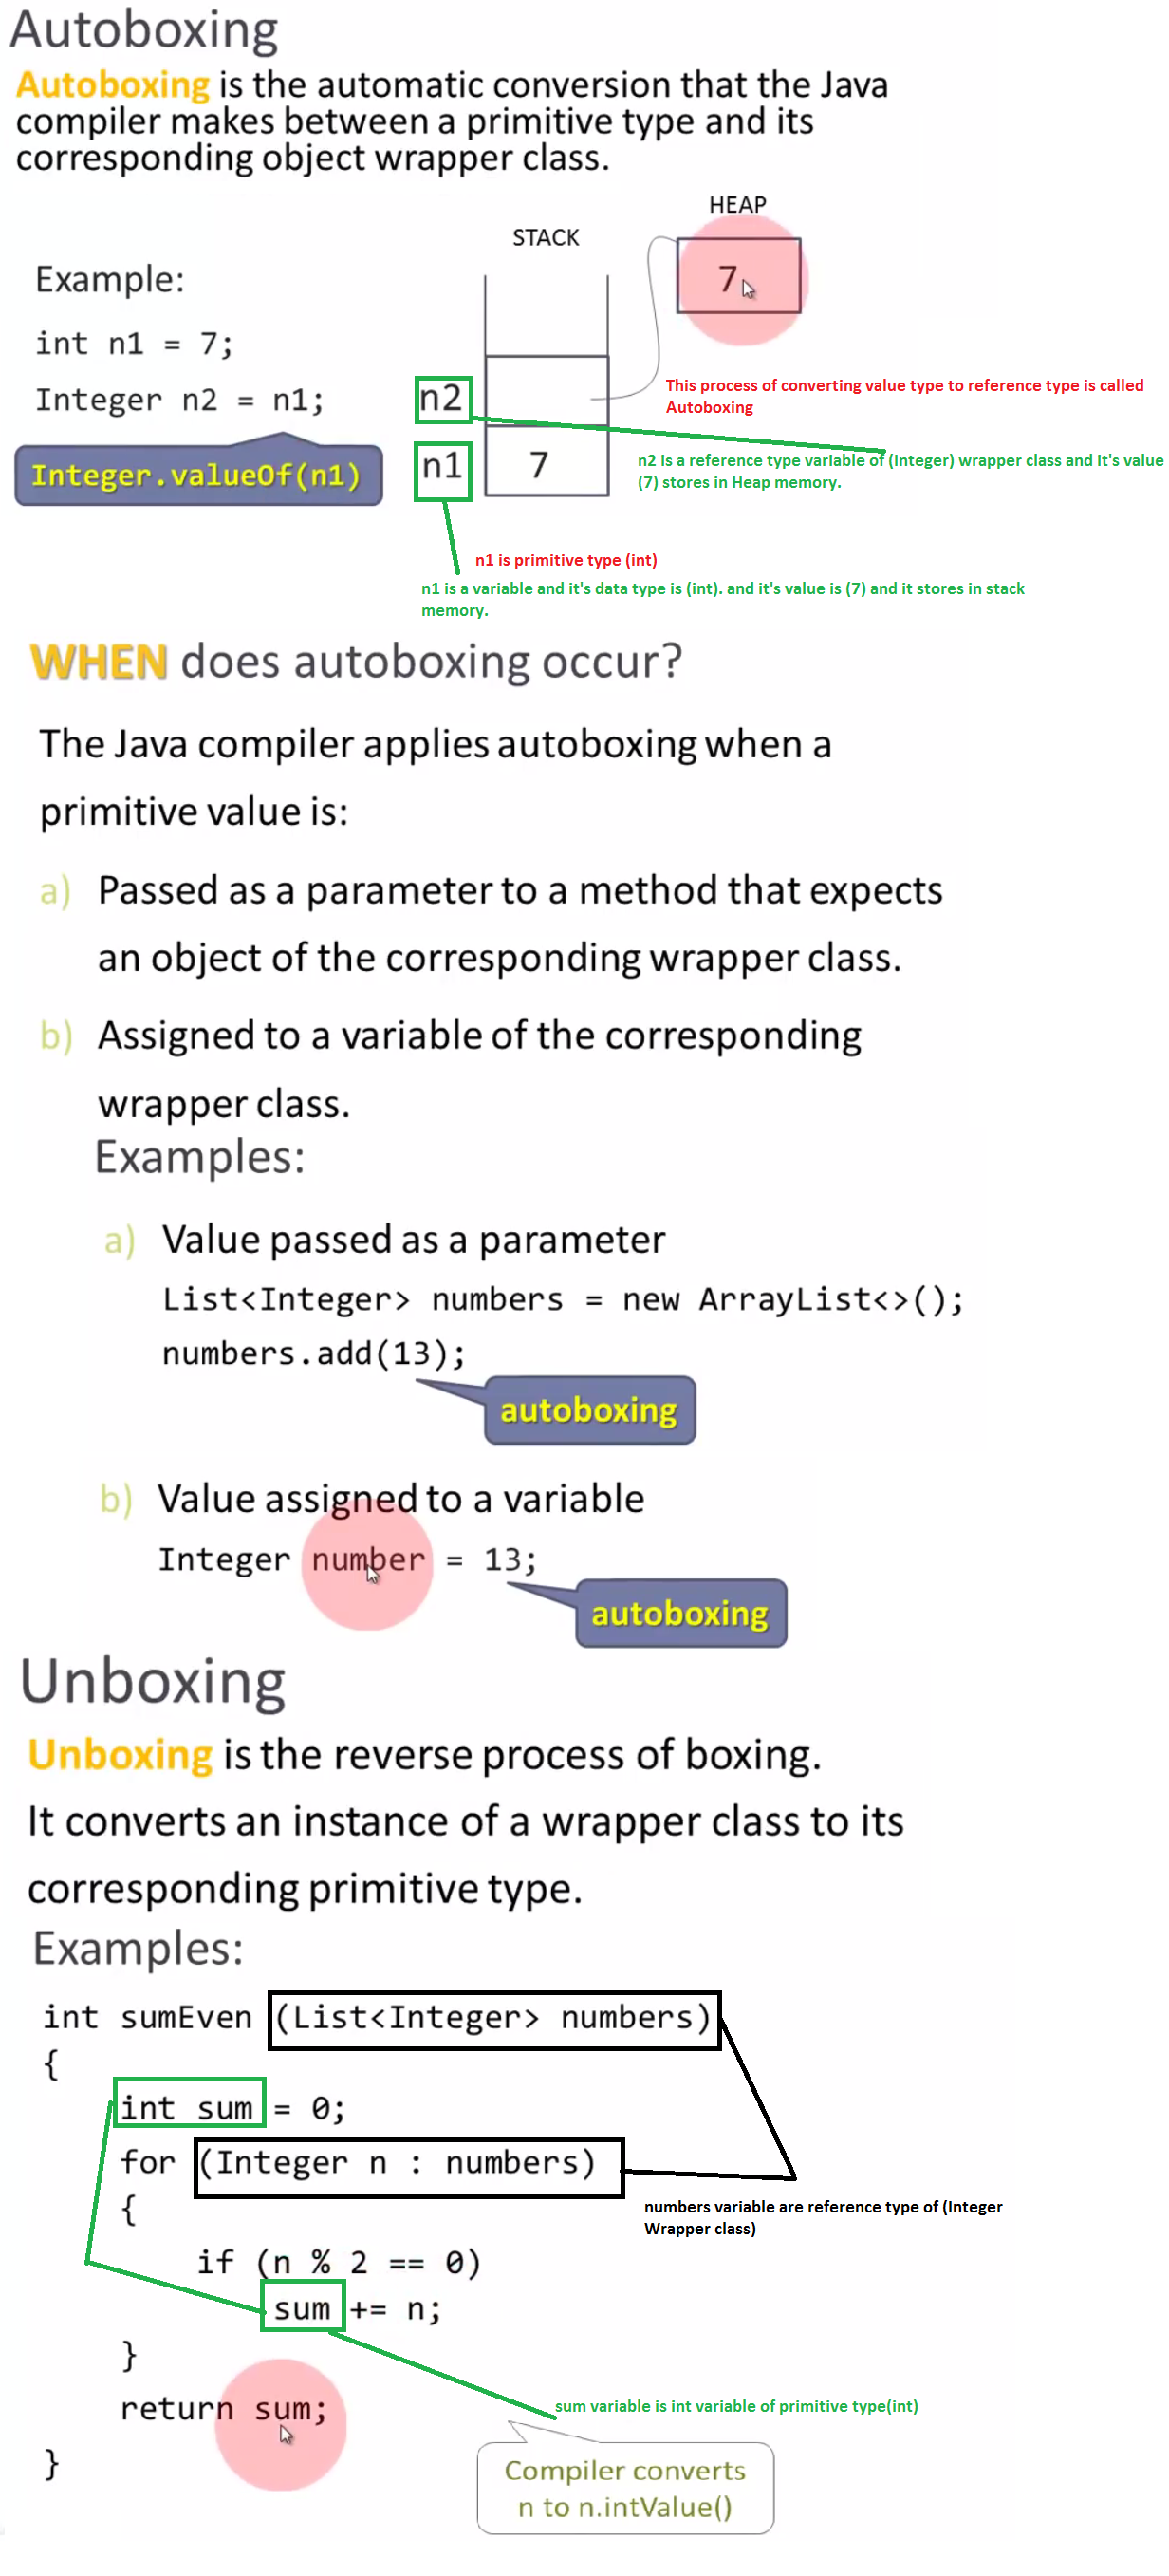 Autoboxing
Autoboxing is the automatic conversion that the Java
compiler makes between a primitive type and its
corresponding object wrapper class.
HEAP
STACK
7
Example:
int n1 = 7;
Integer n2 = n1;
n2
This process of converting value type to reference type is called
Autoboxing
Integer.valueOf(n1)
n1
7
n2 is a reference type variable of (Integer) wrapper class and it's value
(7) stores in Heap memory.
n1 is primitive type (int)
n1 is a variable and it's data type is (int). and it's value is (7) and it stores in stack
memory.
WHEN does autoboxing occur?
The Java compiler applies autoboxing when a
primitive value is:
a) Passed as a parameter to a method that expects
an object of the corresponding wrapper class.
b) Assigned to a variable of the corresponding
wrapper class.
Examples:
a) Value passed as a parameter
List<Integer> numbers = new ArrayList<>();
numbers.add(13);
autoboxing
b) Value assigned to a variable
Integer number = 13;
autoboxing
Unboxing
Unboxing is the reverse process of boxing.
It converts an instance of a wrapper class to its
corresponding primitive type.
Examples:
int sumEven (List<Integer> numbers)
{
int sum = 0;
for (Integer n : numbers)
{
numbers variable are reference type of (Integer
Wrapper class)
if (n % 2 == 0)
sum += n;
}
return sum;
sum variable is int variable of primitive type(int)
}
Compiler converts
n to n.intValue()